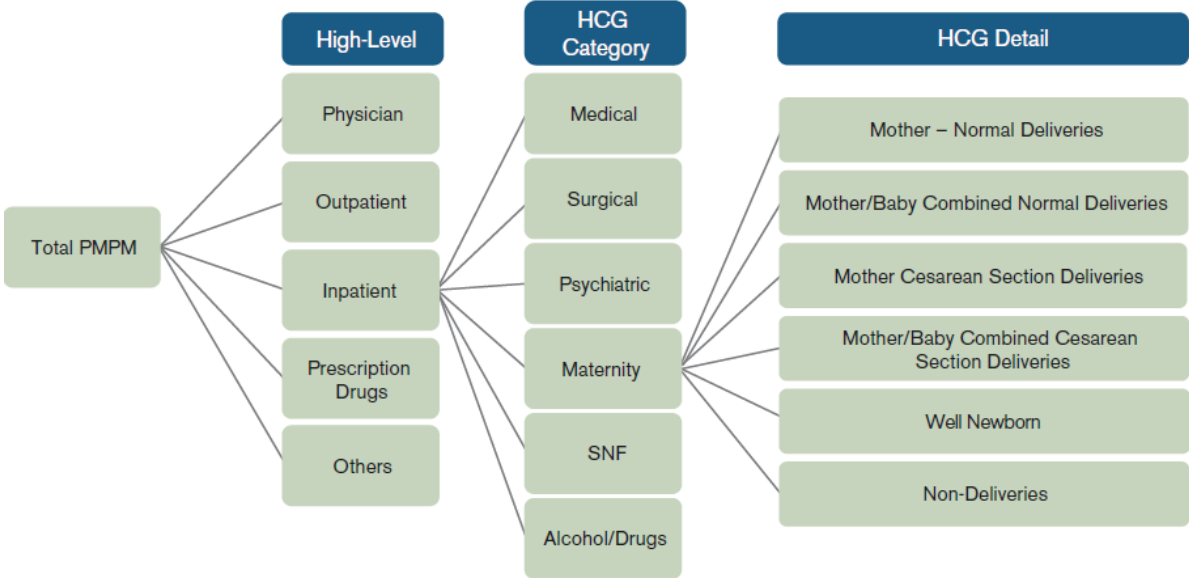 High-Level
HCG
Category
HCG Detail
Total PMPM
Physician
Outpatient
Inpatient
Prescription
Drugs
Others
Medical
Surgical
Psychiatric
Maternity
SNF
Alcohol/Drugs
Mother – Normal Deliveries
Mother/Baby Combined Normal Deliveries
Mother Cesarean Section Deliveries
Mother/Baby Combined Cesarean
Section Deliveries
Well Newborn
Non-Deliveries